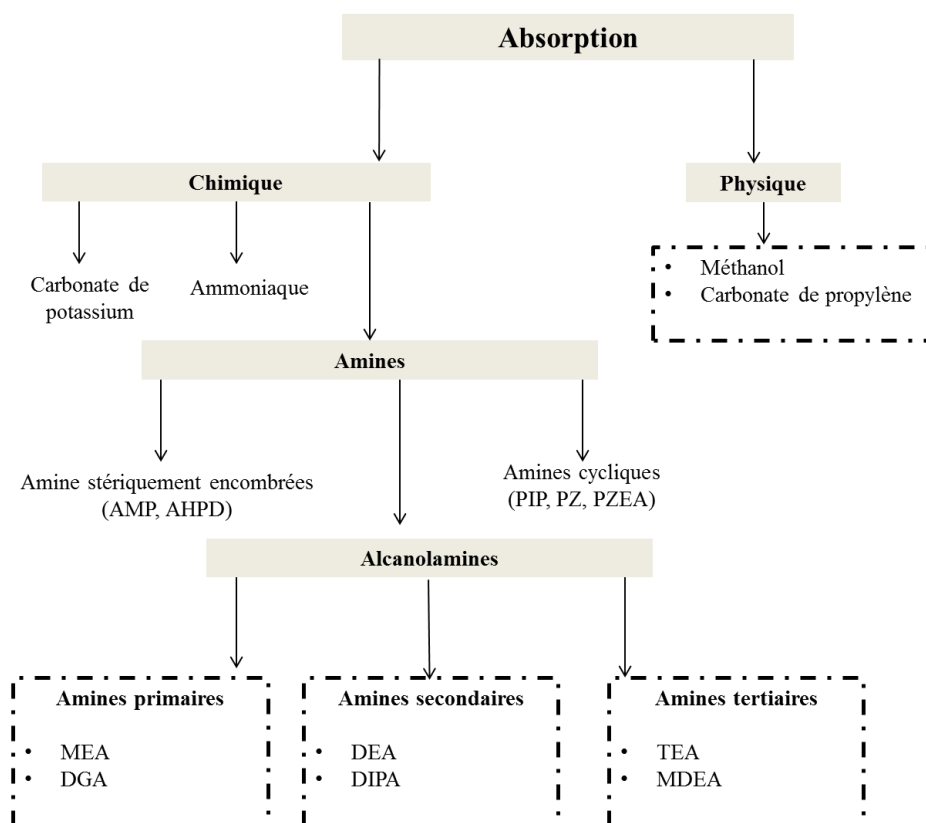 Absorption
Chimique
Physique
Carbonate de
potassium
Ammoniaque
• Méthanol
• Carbonate de propylène
Amines
Amine stériquement encombrées
(AMP, AHPD)
Amines cycliques
(PIP, PZ, PZEA)
Alcanolamines
Amines primaires
• MEA
• DGA
Amines secondaires
• DEA
• DIPA
Amines tertiaires
• TEA
• MDEA